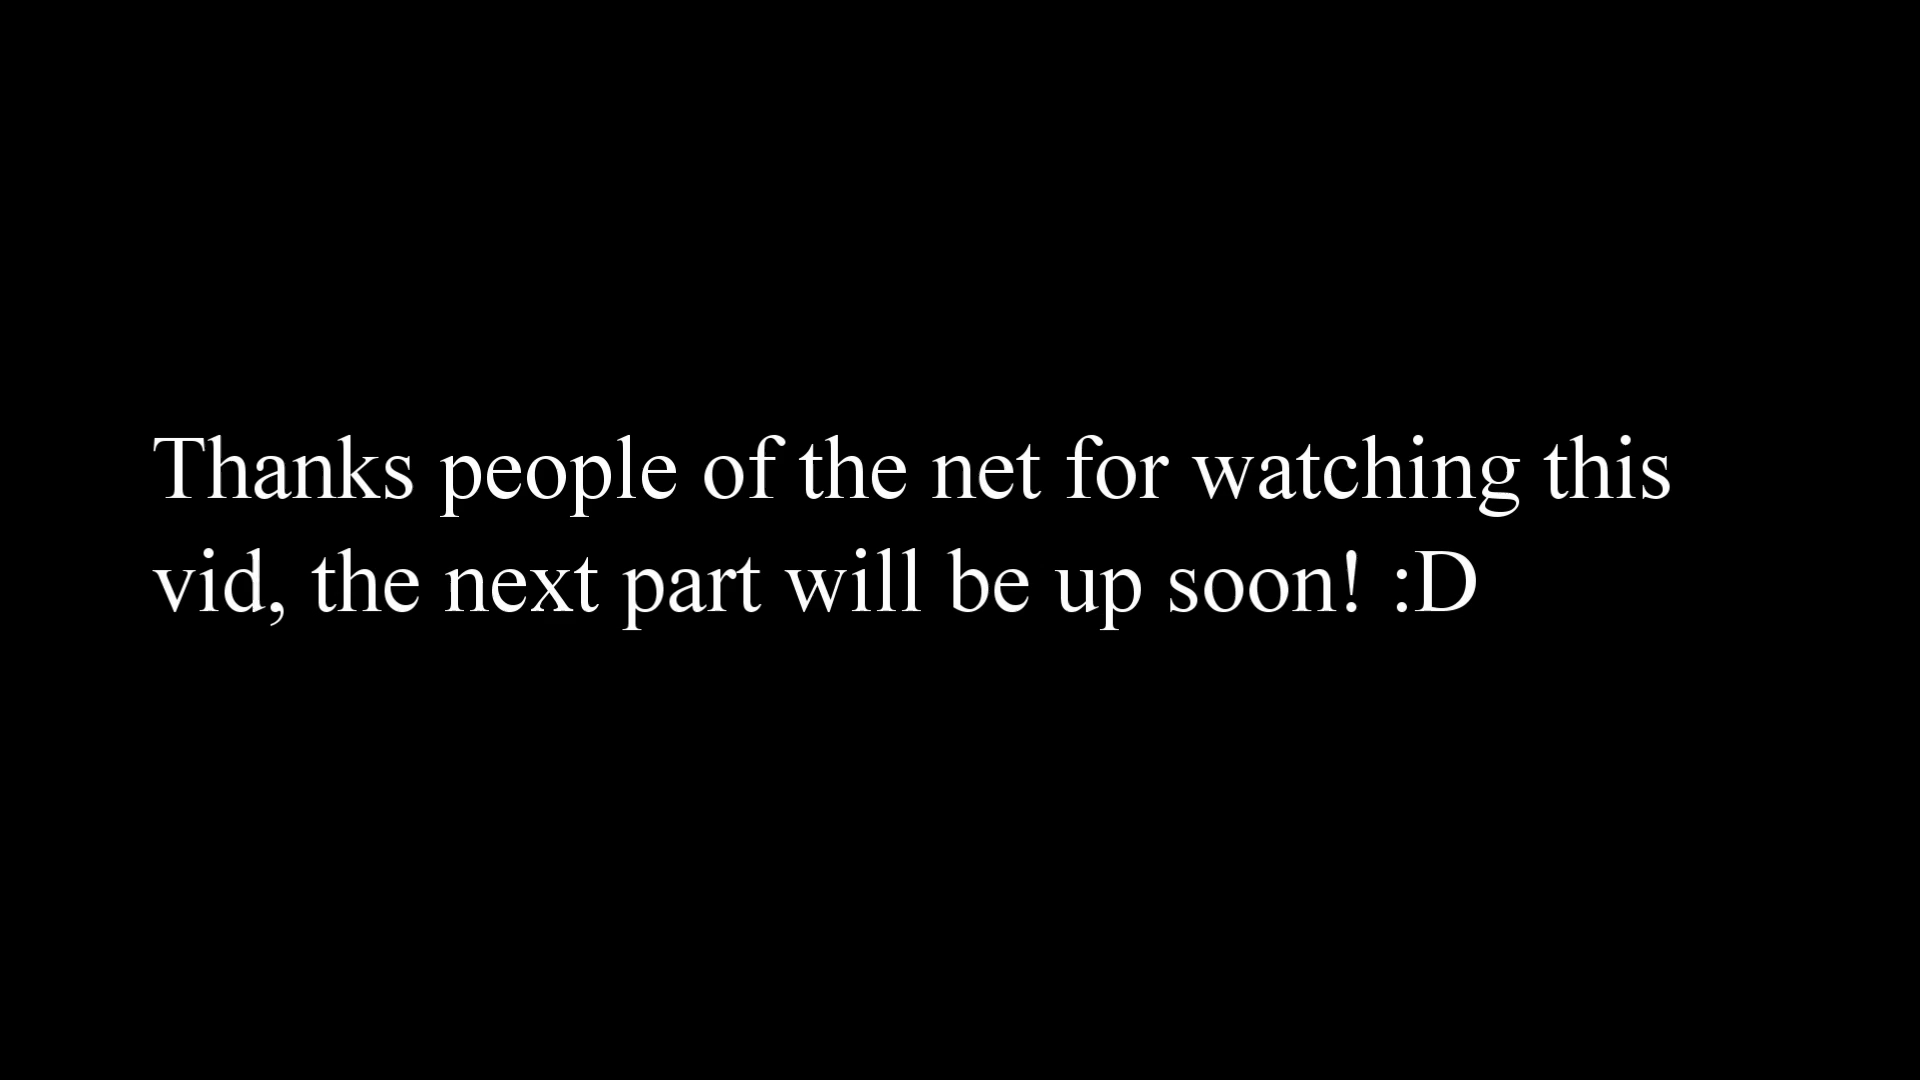 Thanks people of the net for watching this
vid, the next part will be up soon! :D